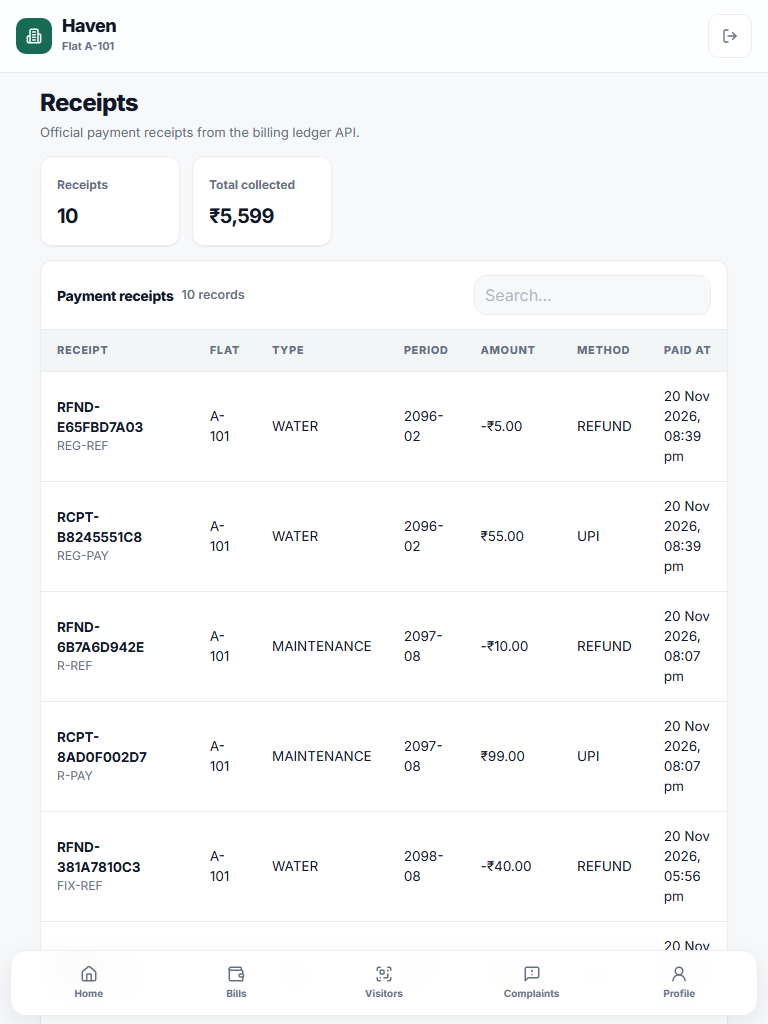 Haven
Flat A-101
Receipts
Official payment receipts from the billing ledger API.
Receipts
10
Total collected
₹5,599
Payment receipts 10 records
Search...
RECEIPT FLAT TYPE PERIOD AMOUNT METHOD PAID AT
RFND-
E65FBD7A03
REG-REF
A-
101
WATER
2096-
02
-₹5.00
REFUND
20 Nov
2026,
08:39
pm
RCPT-
B8245551C8
REG-PAY
A-
101
WATER
2096-
02
₹55.00
UPI
20 Nov
2026,
08:39
pm
RFND-
6B7A6D942E
R-REF
A-
101
MAINTENANCE
2097-
08
-₹10.00
REFUND
20 Nov
2026,
08:07
pm
RCPT-
8AD0F002D7
R-PAY
A-
101
MAINTENANCE
2097-
08
₹99.00
UPI
20 Nov
2026,
08:07
pm
RFND-
381A7810C3
FIX-REF
A-
101
WATER
2098-
08
-₹40.00
REFUND
20 Nov
2026,
05:56
pm
20 Nov
Home
Bills
Visitors
Complaints
Profile